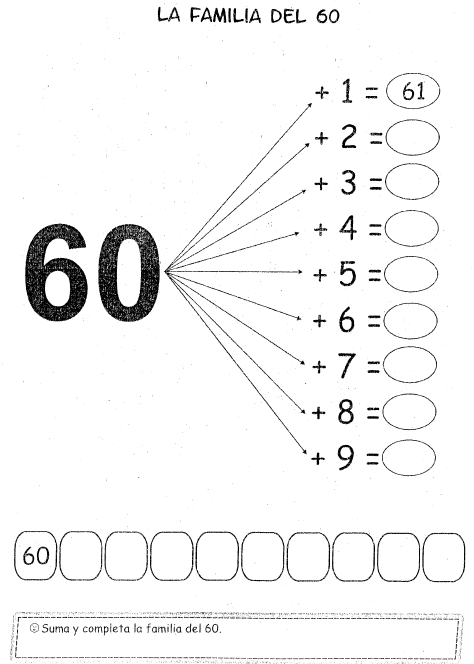 LA FAMILIA DEL 60
+ 1 = 61
+ 2 =
+ 3 =
+ 4 =
60
+ 5 =
+ 6 =
+ 7 =
+ 8 =
+ 9 =
60
☺ Suma y completa la familia del 60.